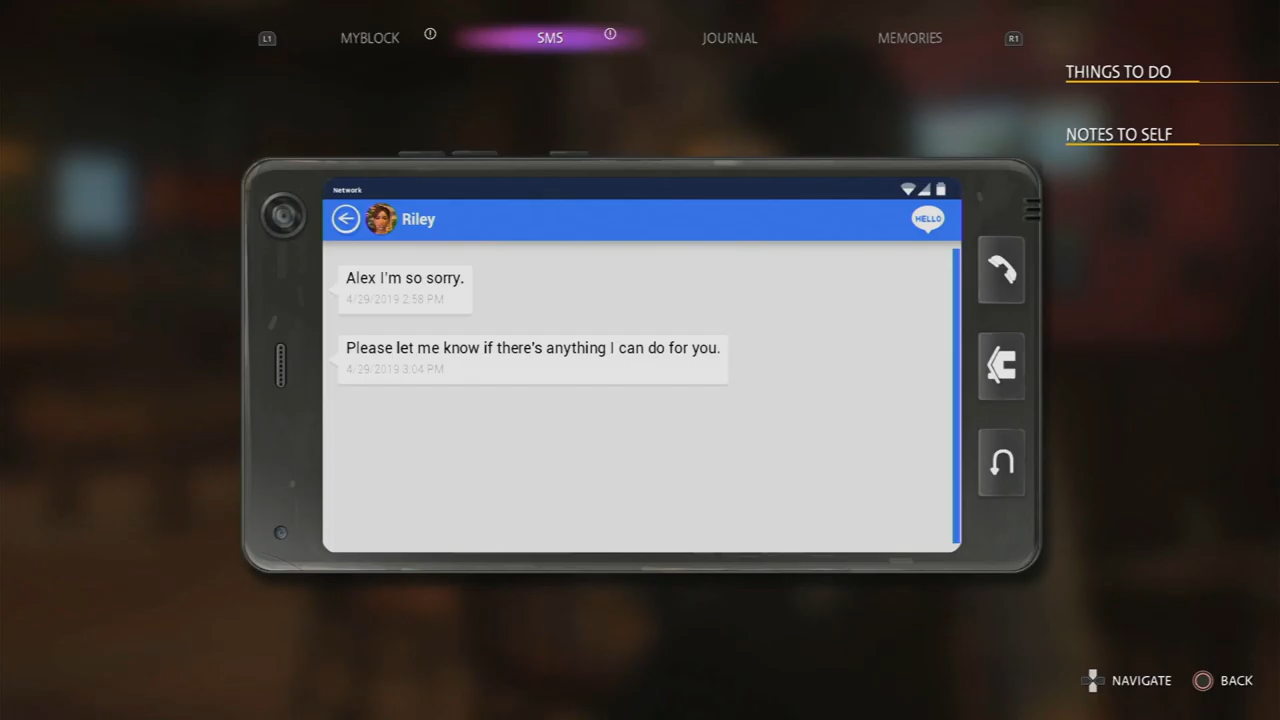 L1
MYBLOCK
SMS
JOURNAL
MEMORIES
R1
THINGS TO DO
NOTES TO SELF
Network
Riley
HELLO
Alex I'm so sorry.
4/29/2019 2:58 PM
Please let me know if there's anything I can do for you.
4/29/2019 3:04 PM
NAVIGATE
BACK